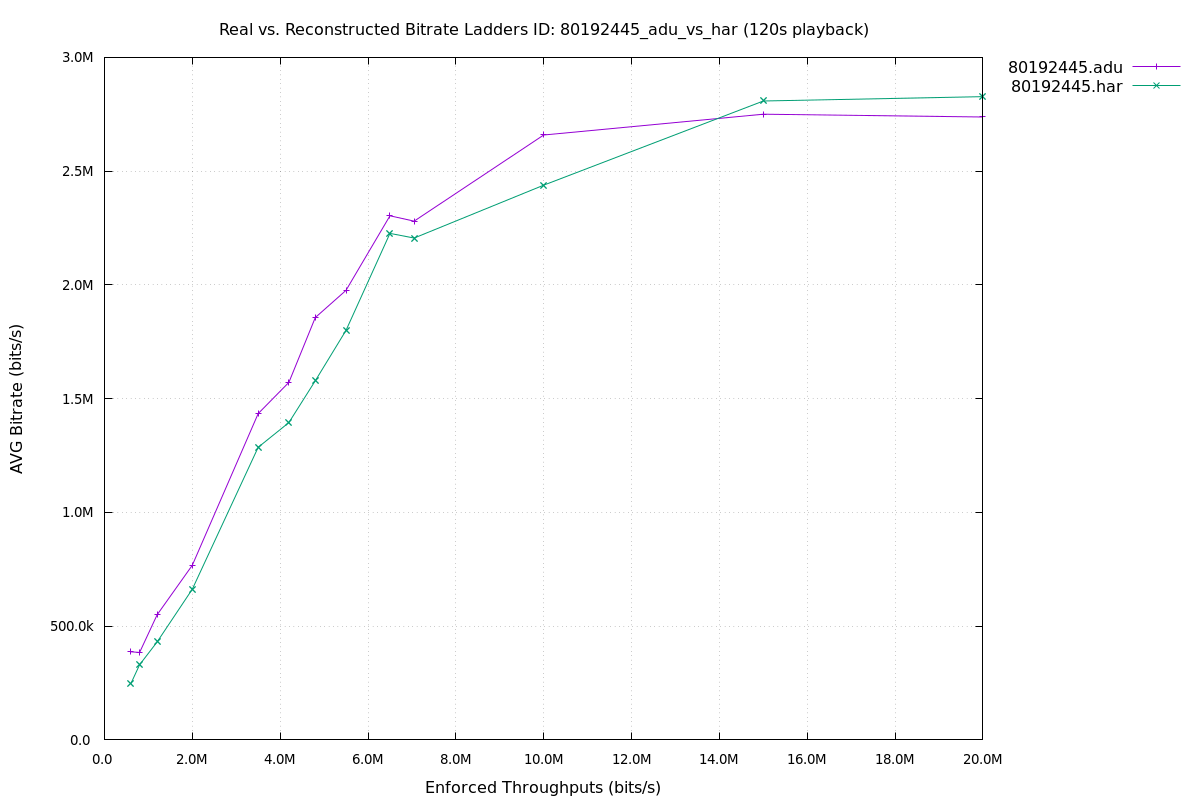 Real vs. Reconstructed Bitrate Ladders ID: 80192445_adu_vs_har (120s playback)
80192445.adu
80192445.har
3.0M
2.5M
2.0M
1.5M
1.0M
500.0k
0.0
AVG Bitrate (bits/s)
0.0 2.0M 4.0M 6.0M 8.0M 10.0M 12.0M 14.0M 16.0M 18.0M 20.0M
Enforced Throughputs (bits/s)